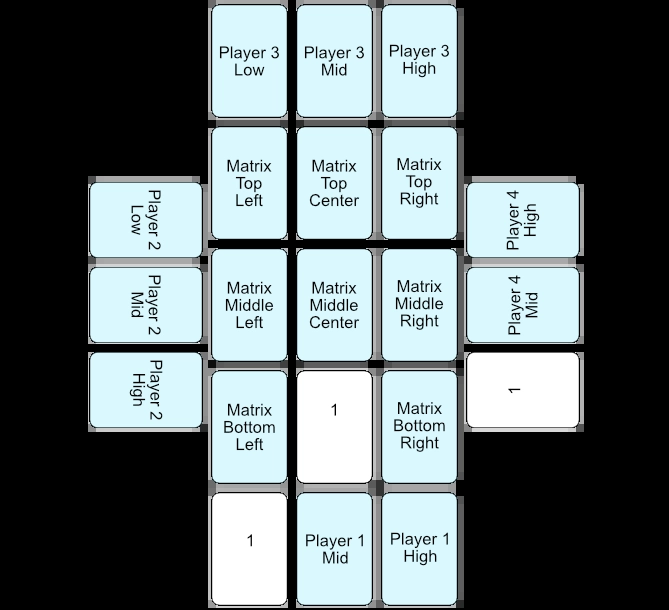 Player 3
Low
Player 3
Mid
Player 3
High
Matrix
Top
Left
Matrix
Top
Center
Matrix
Top
Right
Player 2
Low
Player 4
High
Matrix
Middle
Left
Matrix
Middle
Center
Matrix
Middle
Right
Player 2
Mid
Player 4
Mid
Player 2
High
Matrix
Bottom
Left
1
Matrix
Bottom
Right
1
1
Player 1
Mid
Player 1
High